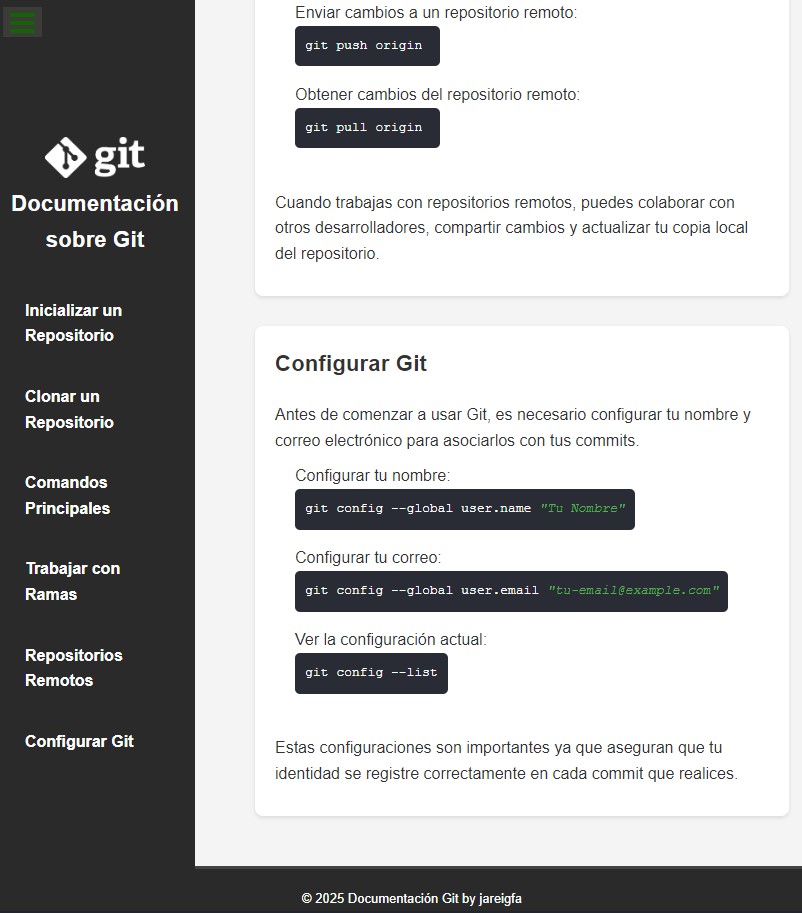 git
Documentación
sobre Git
Inicializar un
Repositorio
Clonar un
Repositorio
Comandos
Principales
Trabajar con
Ramas
Repositorios
Remotos
Configurar Git
Enviar cambios a un repositorio remoto:
git push origin
Obtener cambios del repositorio remoto:
git pull origin
Cuando trabajas con repositorios remotos, puedes colaborar con
otros desarrolladores, compartir cambios y actualizar tu copia local
del repositorio.
Configurar Git
Antes de comenzar a usar Git, es necesario configurar tu nombre y
correo electrónico para asociarlos con tus commits.
Configurar tu nombre:
git config --global user.name "Tu Nombre"
Configurar tu correo:
git config --global user.email "tu-email@example.com"
Ver la configuración actual:
git config --list
Estas configuraciones son importantes ya que aseguran que tu
identidad se registre correctamente en cada commit que realices.
© 2025 Documentación Git by jareigfa